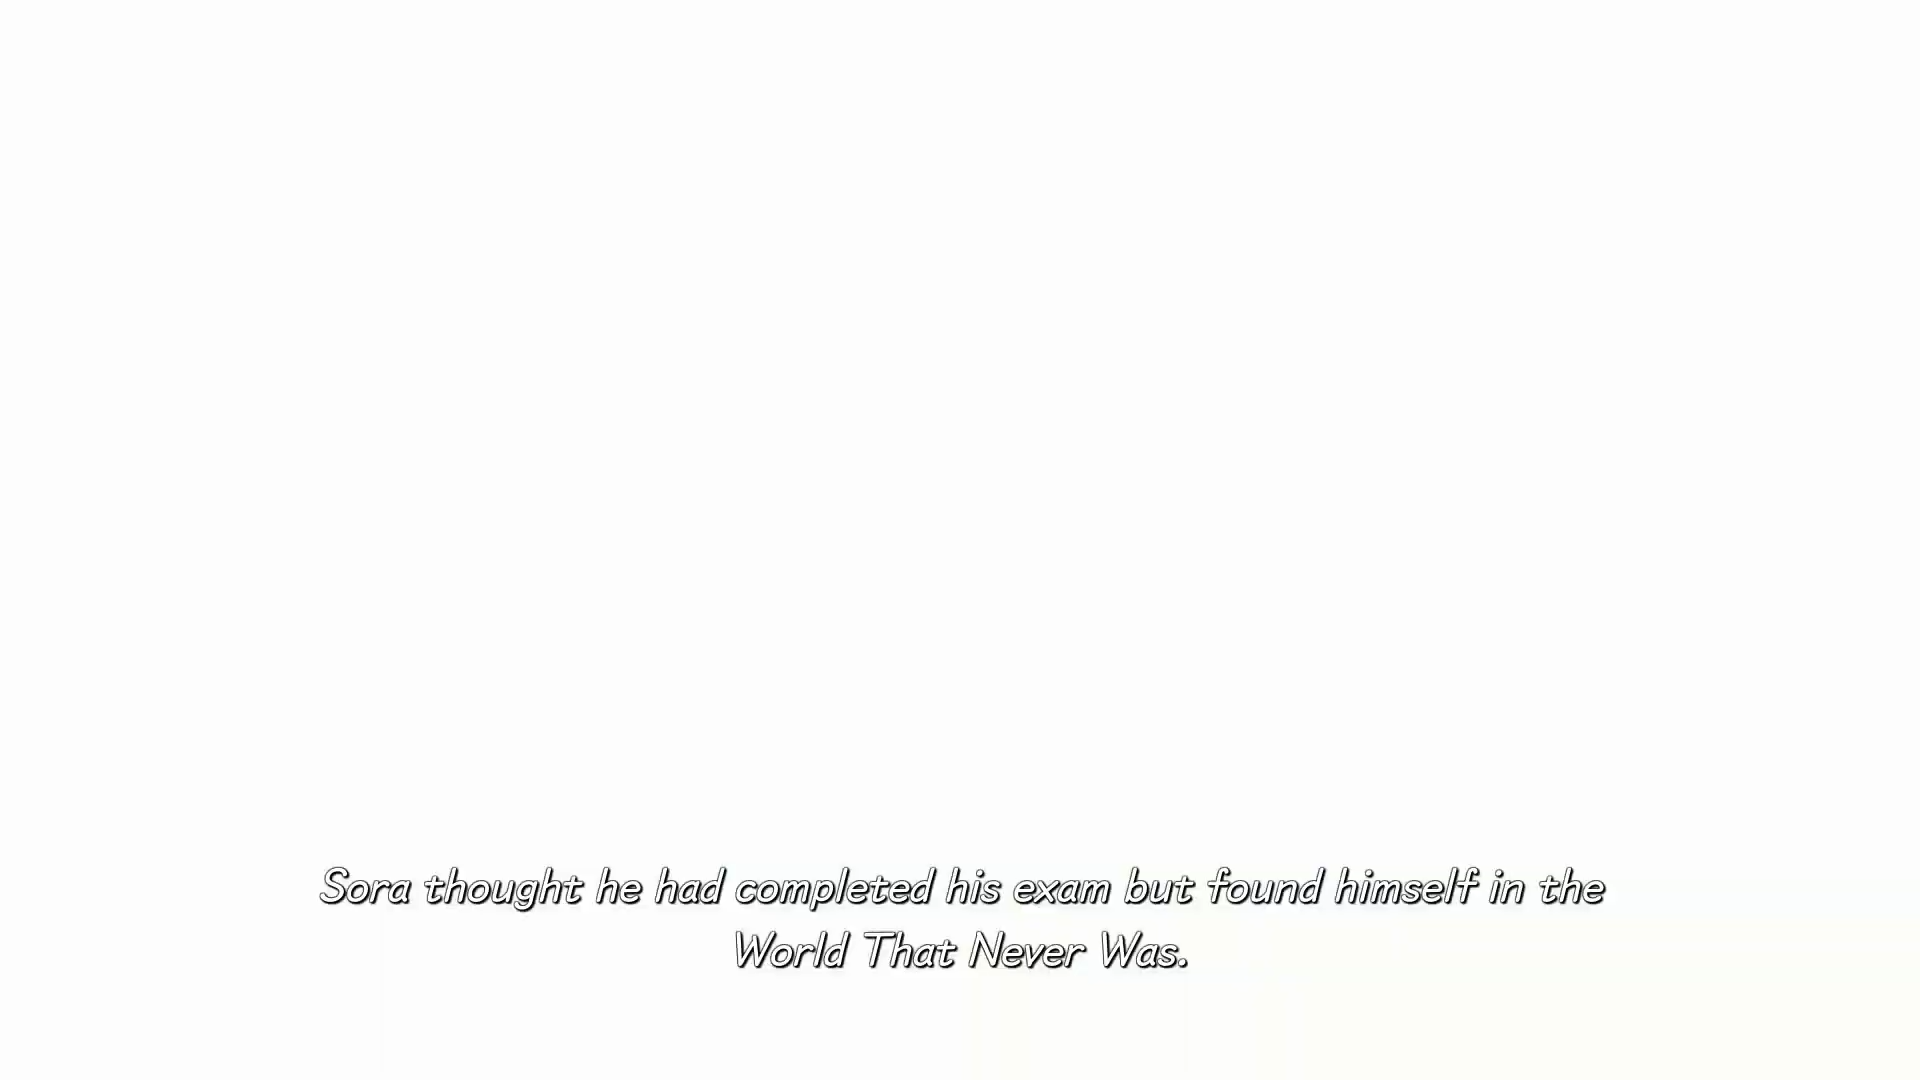 Sora thought he had completed his exam but found himself in the
World That Never Was.